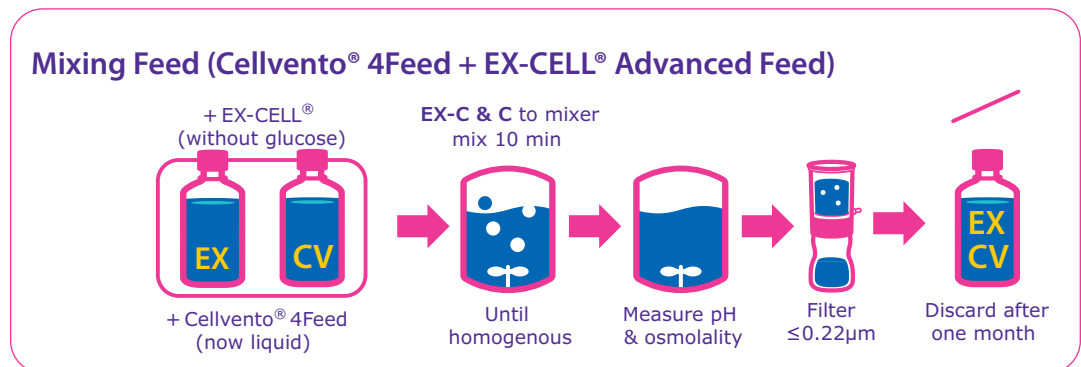 Mixing Feed (Cellvento® 4Feed + EX-CELL® Advanced Feed)
+ EX-CELL®
(without glucose)
EX
CV
+ Cellvento® 4Feed
(now liquid)
EX-C & C to mixer
mix 10 min
Until
homogenous
Measure pH
& osmolality
Filter
≤0.22µm
EX
CV
Discard after
one month